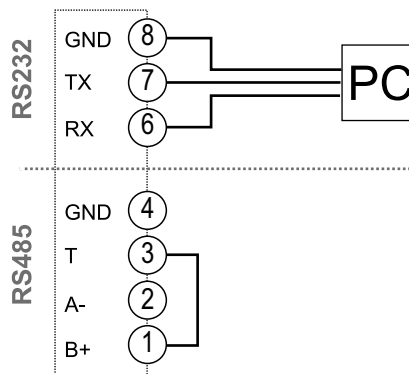 RS232
GND 8
TX 7
RX 6
PC
RS485
GND 4
T 3
A- 2
B+ 1